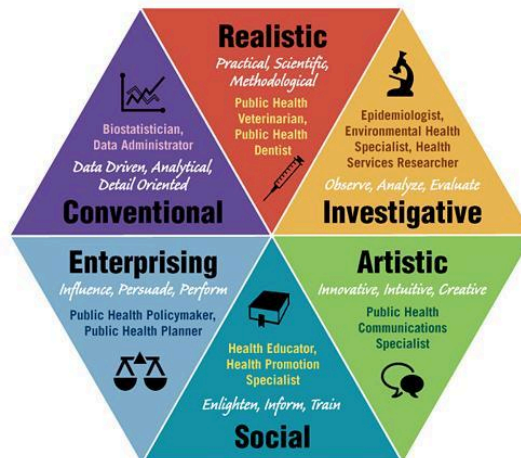 Realistic
Practical, Scientific,
Methodological
Public Health
Veterinarian,
Public Health
Dentist
Biostatistician,
Data Administrator
Data Driven, Analytical,
Detail Oriented
Conventional
Epidemiologist,
Environmental Health
Specialist, Health
Services Researcher
Observe, Analyze, Evaluate
Investigative
Enterprising
Influence, Persuade, Perform
Public Health Policymaker,
Public Health Planner
Health Educator,
Health Promotion
Specialist
Enlighten, Inform, Train
Social
Artistic
Innovative, Intuitive, Creative
Public Health
Communications
Specialist